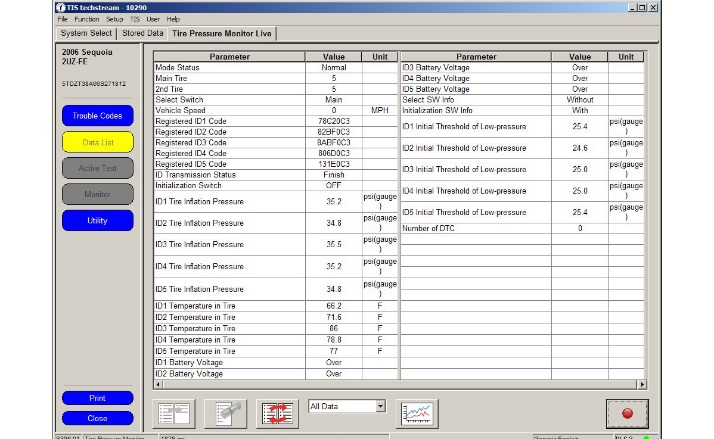 TIS techstream - 10290
File Function Setup TIS User Help
System Select Stored Data Tire Pressure Monitor Live
2006 Sequoia
2UZ-FE
Trouble Codes
Data List
Active Test
Monitor
Utility
Print
Close
Parameter Value Unit
Mode Status Normal
Main Tire 5
2nd Tire 5
Select Switch Main
Vehicle Speed 0 MPH
Registered ID1 Code 78C20C3
Registered ID2 Code 82BF0C3
Registered ID3 Code 8ABF0C3
Registered ID4 Code 806D0C3
Registered ID5 Code 131E0C3
ID Transmission Status Finish
Initialization Switch OFF
ID1 Tire Inflation Pressure 35.2 psi(gauge
)
ID2 Tire Inflation Pressure 34.8 psi(gauge
)
ID3 Tire Inflation Pressure 35.5 psi(gauge
)
ID4 Tire Inflation Pressure 35.2 psi(gauge
)
ID5 Tire Inflation Pressure 34.8 psi(gauge
)
ID1 Temperature in Tire 66.2 F
ID2 Temperature in Tire 71.6 F
ID3 Temperature in Tire 86 F
ID4 Temperature in Tire 78.8 F
ID5 Temperature in Tire 77 F
ID1 Battery Voltage Over
ID2 Battery Voltage Over
Parameter Value Unit
ID3 Battery Voltage Over
ID4 Battery Voltage Over
ID5 Battery Voltage Over
Select SW Info Without
Initialization SW Info With
ID1 Initial Threshold of Low-pressure 25.4 psi(gauge
)
ID2 Initial Threshold of Low-pressure 24.6 psi(gauge
)
ID3 Initial Threshold of Low-pressure 25.0 psi(gauge
)
ID4 Initial Threshold of Low-pressure 25.0 psi(gauge
)
ID5 Initial Threshold of Low-pressure 25.4 psi(gauge
)
Number of DTC 0
All Data